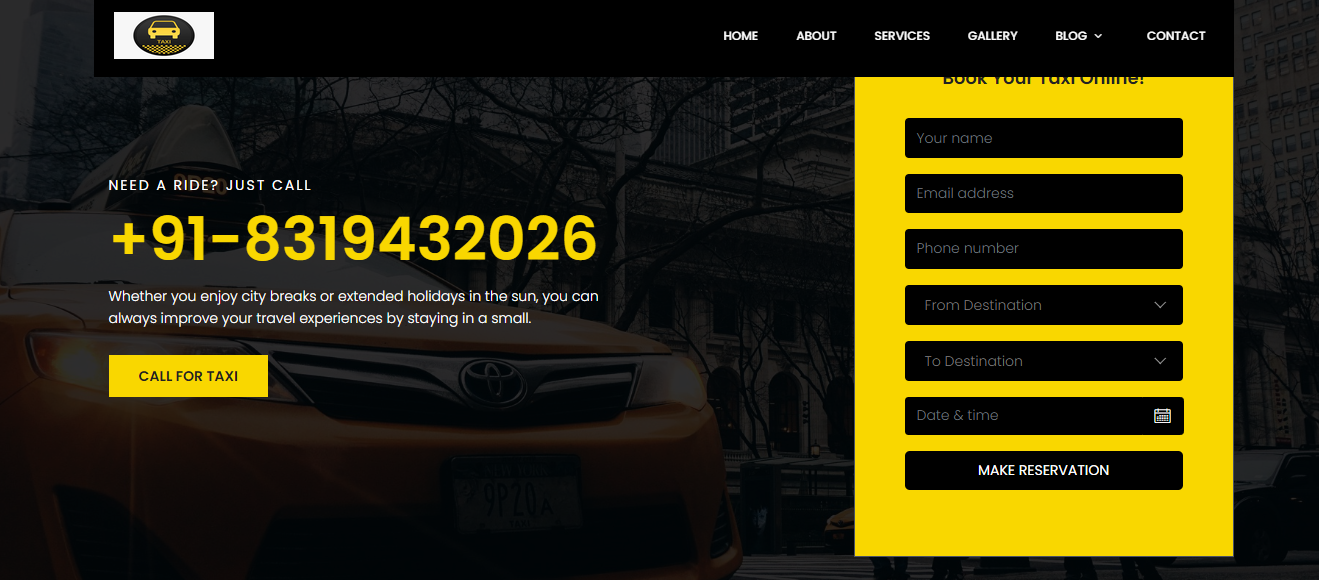 TAXI
HOME
ABOUT
SERVICES
GALLERY
BLOG
CONTACT
NEED A RIDE? JUST CALL
+91-8319432026
Whether you enjoy city breaks or extended holidays in the sun, you can
always improve your travel experiences by staying in a small.
CALL FOR TAXI
Book Your Taxi Online!
Your name
Email address
Phone number
From Destination
To Destination
Date & time
MAKE RESERVATION
9P20A
TAXI